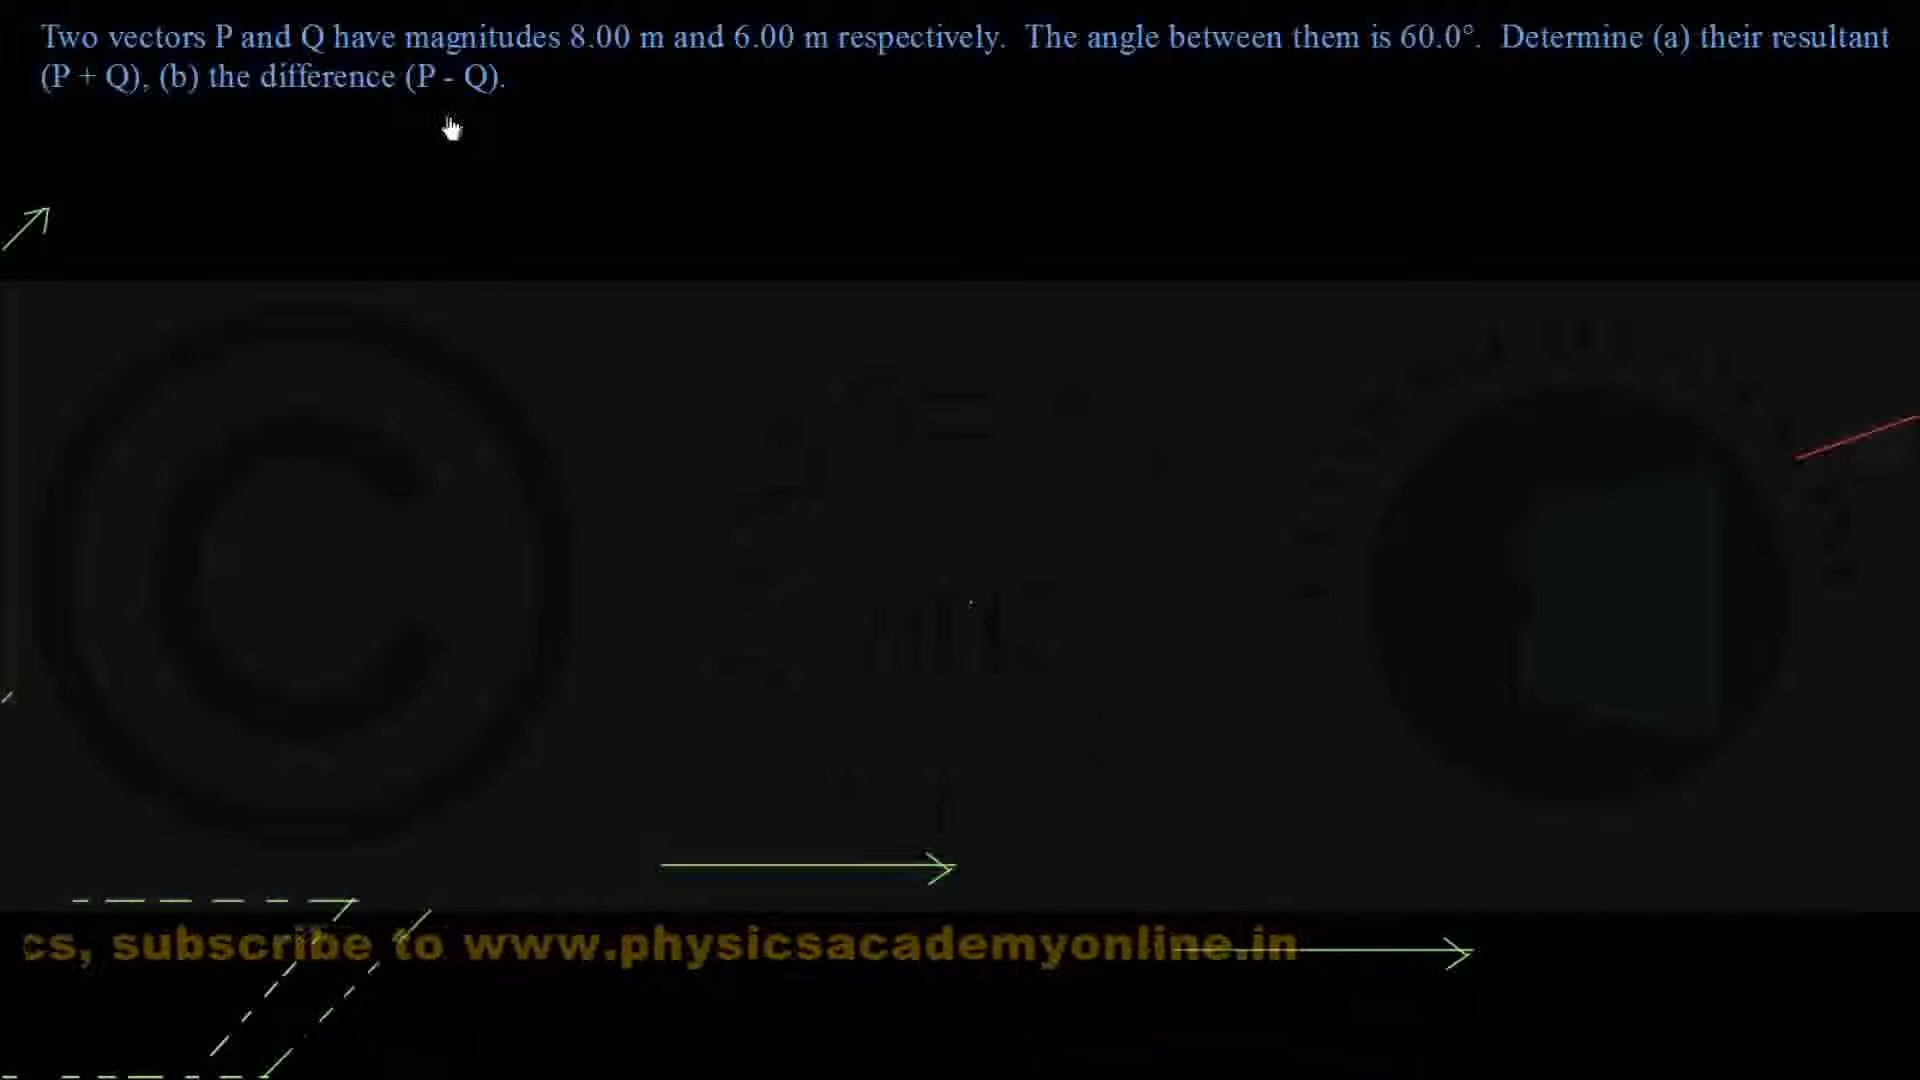 Two vectors P and Q have magnitudes 8.00 m and 6.00 m respectively. The angle between them is 60.0°. Determine (a) their resultant
(P + Q), (b) the difference (P - Q).
cs, subscribe to www.physicsacademyonline.in